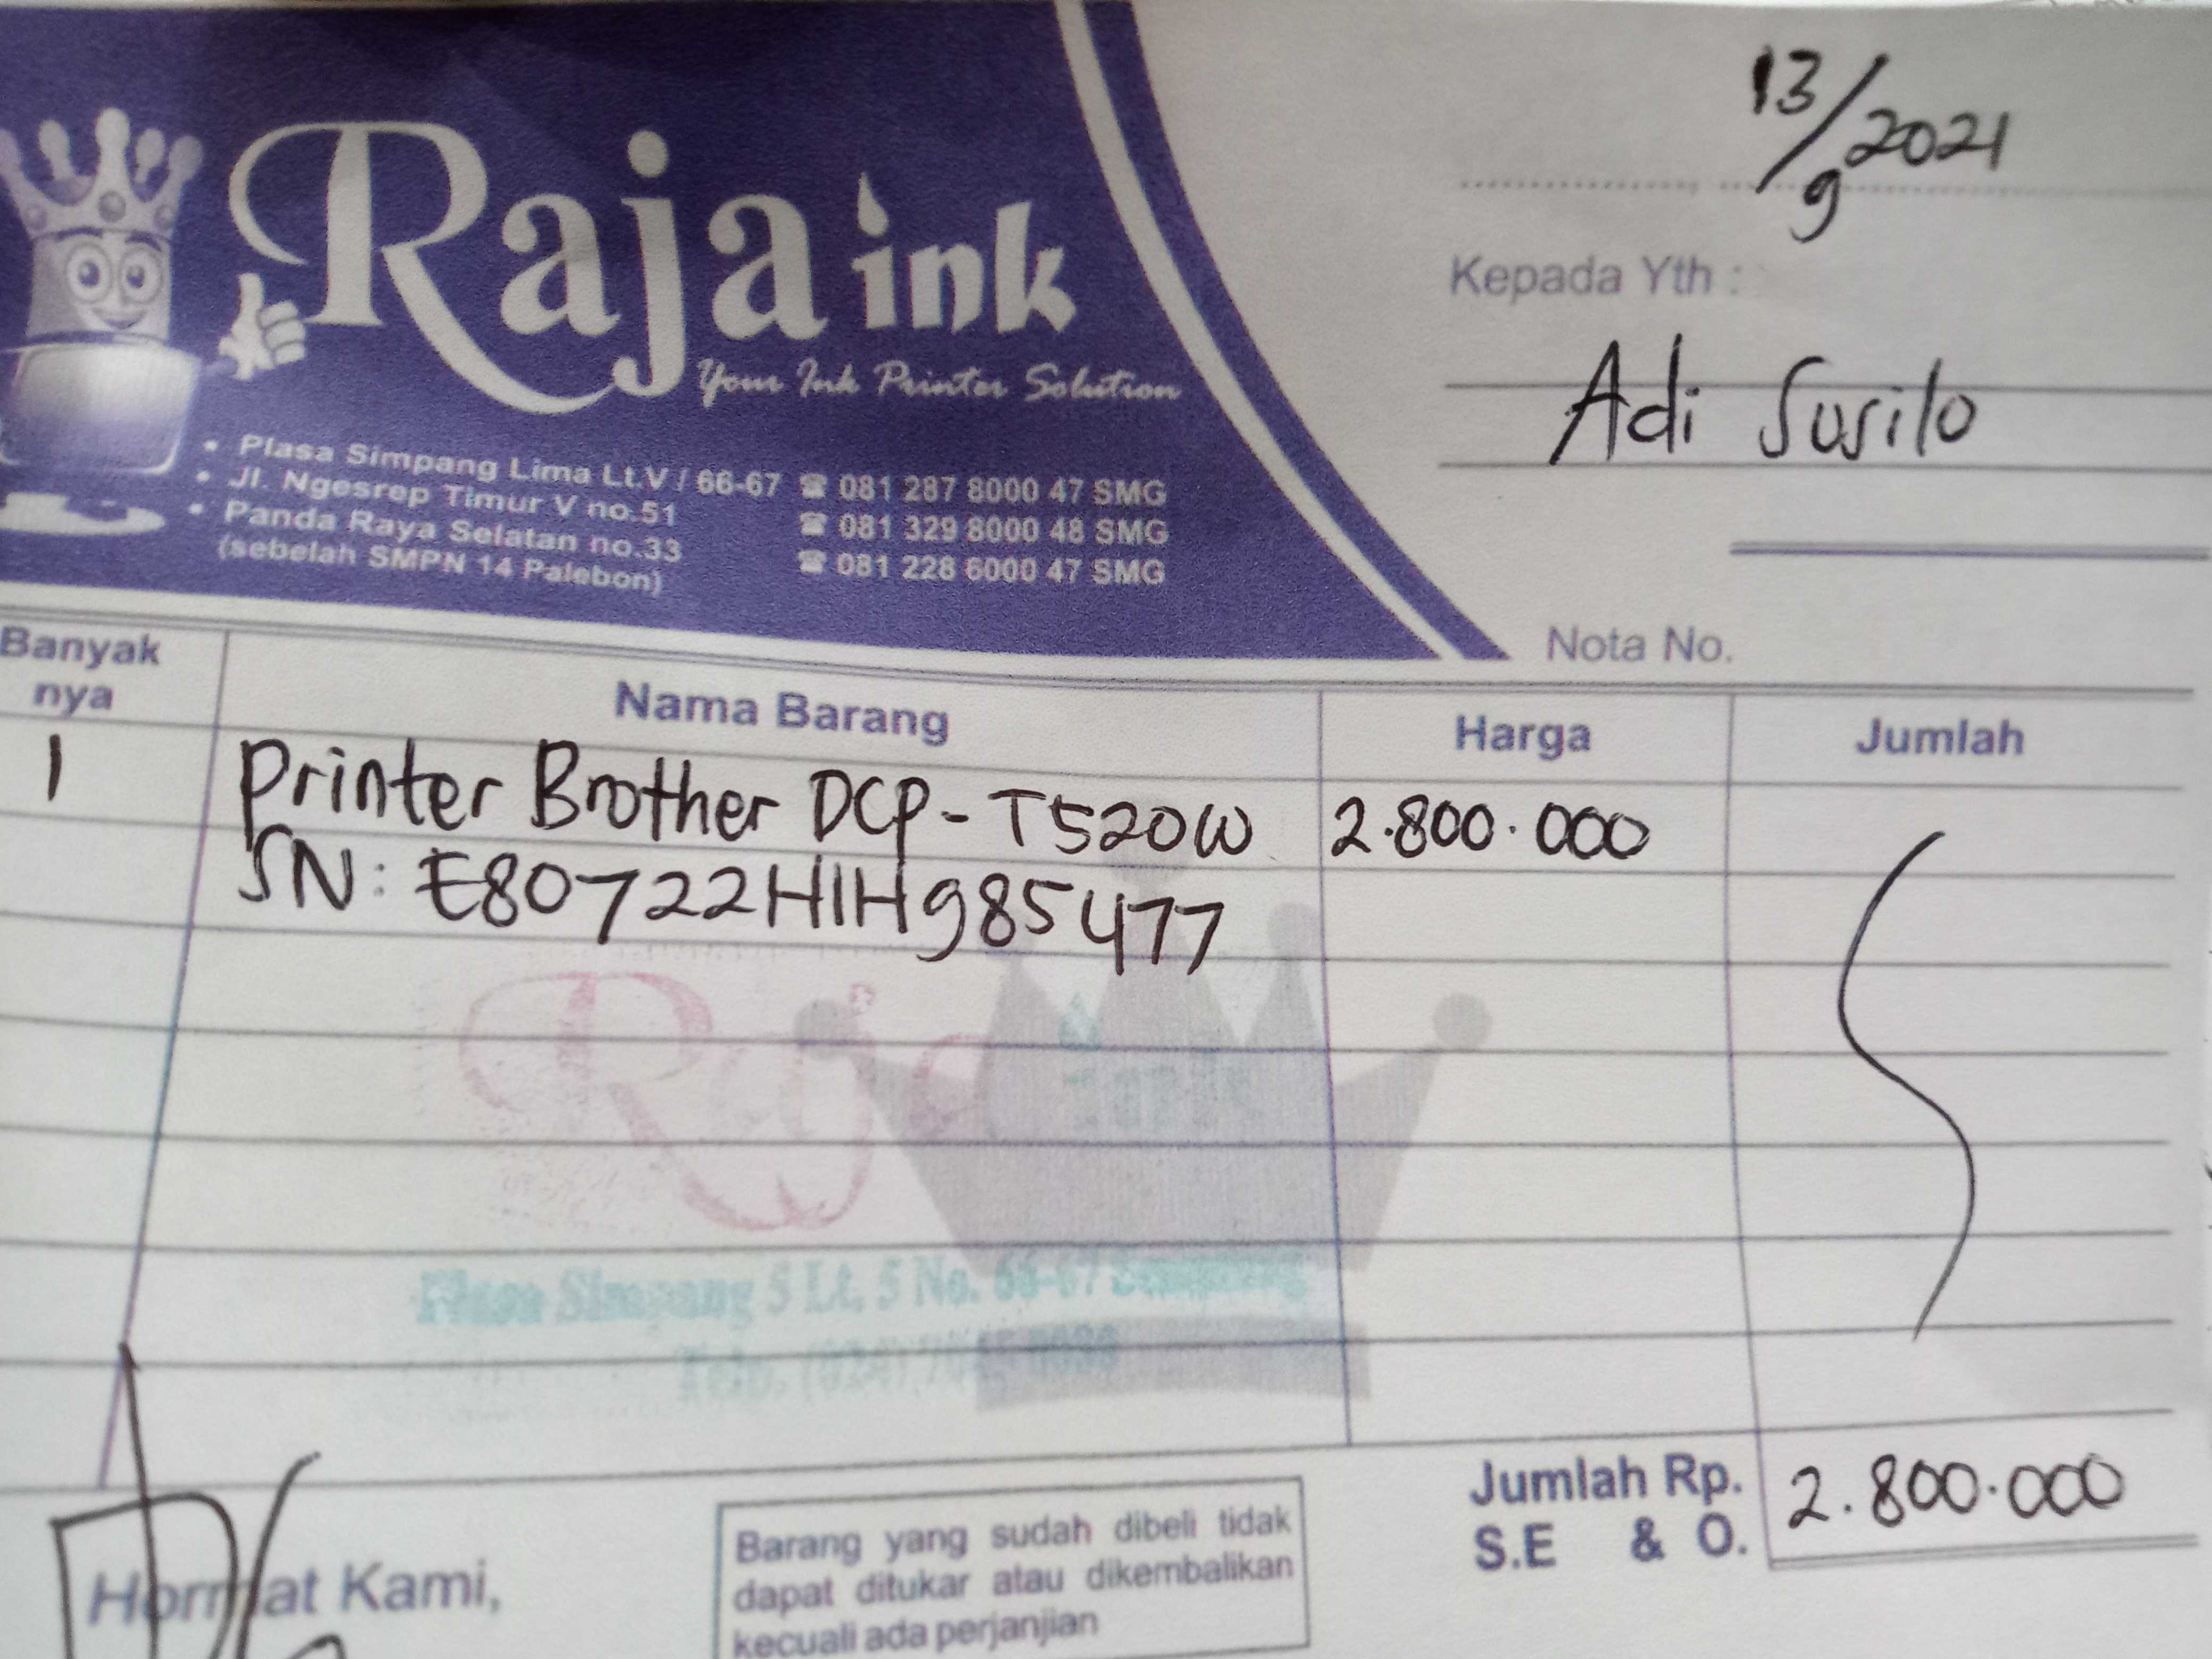 13/9 2021
Raja ink
Your Ink Printer Solution
Kepada Yth :
Adi Susilo
• Plasa Simpang Lima Lt.V / 66-67 ☎ 081 287 8000 47 SMG
• Jl. Ngesrep Timur V no.51 ☎ 081 329 8000 48 SMG
• Panda Raya Selatan no.33 ☎ 081 228 6000 47 SMG
(sebelah SMPN 14 Palebon)
Nota No.
Banyak
nya
Nama Barang
Harga
Jumlah
1 Printer Brother DCP-T520W 2.800.000
SN: E80722H1H985477
Raja
Plasa Simpang 5 Lt. 5 No. 66-67 Semarang
Telp. (024)
Jumlah Rp. 2.800.000
S.E & O.
Hormat Kami,
Barang yang sudah dibeli tidak
dapat ditukar atau dikembalikan
kecuali ada perjanjian